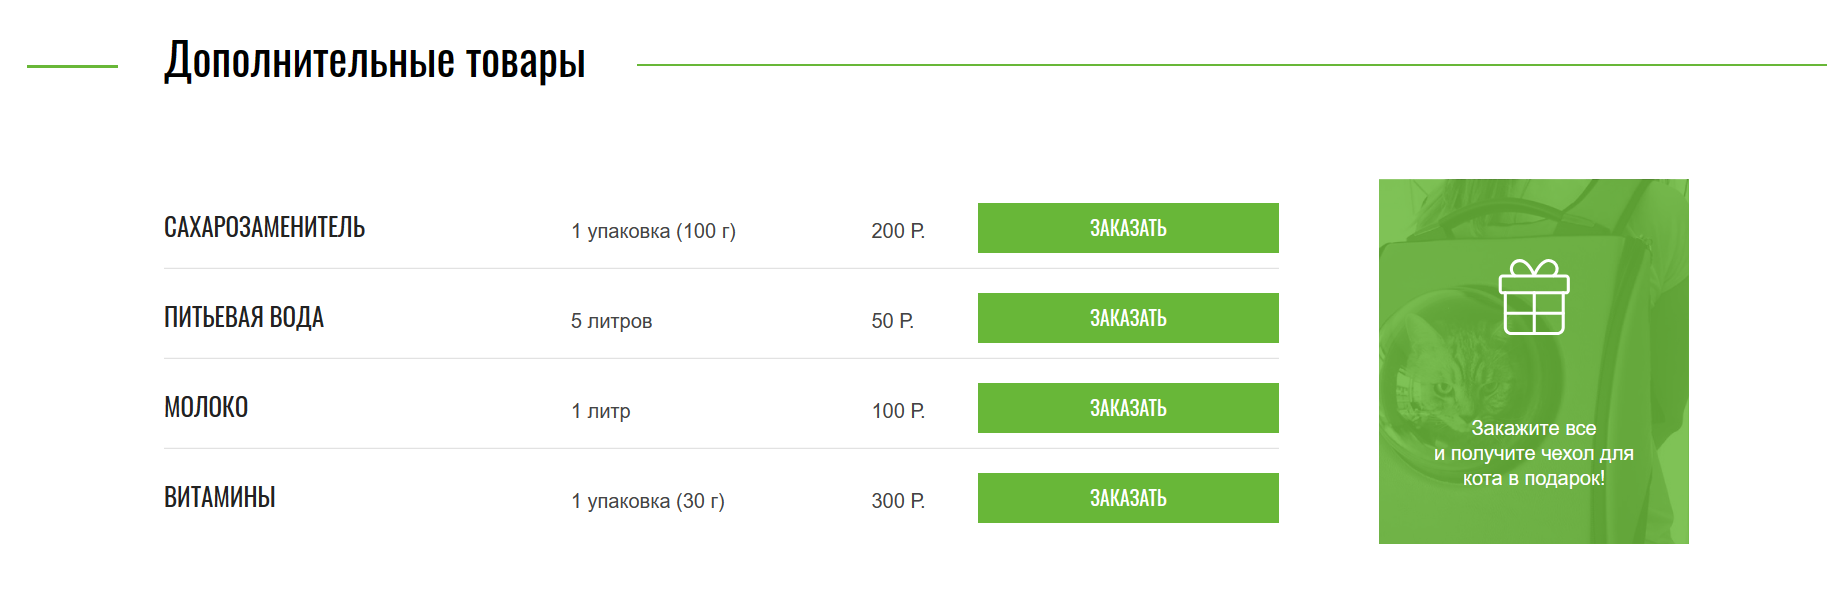 Дополнительные товары
САХАРОЗАМЕНИТЕЛЬ 1 упаковка (100 г) 200 Р. ЗАКАЗАТЬ
ПИТЬЕВАЯ ВОДА 5 литров 50 Р. ЗАКАЗАТЬ
МОЛОКО 1 литр 100 Р. ЗАКАЗАТЬ
ВИТАМИНЫ 1 упаковка (30 г) 300 Р. ЗАКАЗАТЬ
Закажите все
и получите чехол для
кота в подарок!